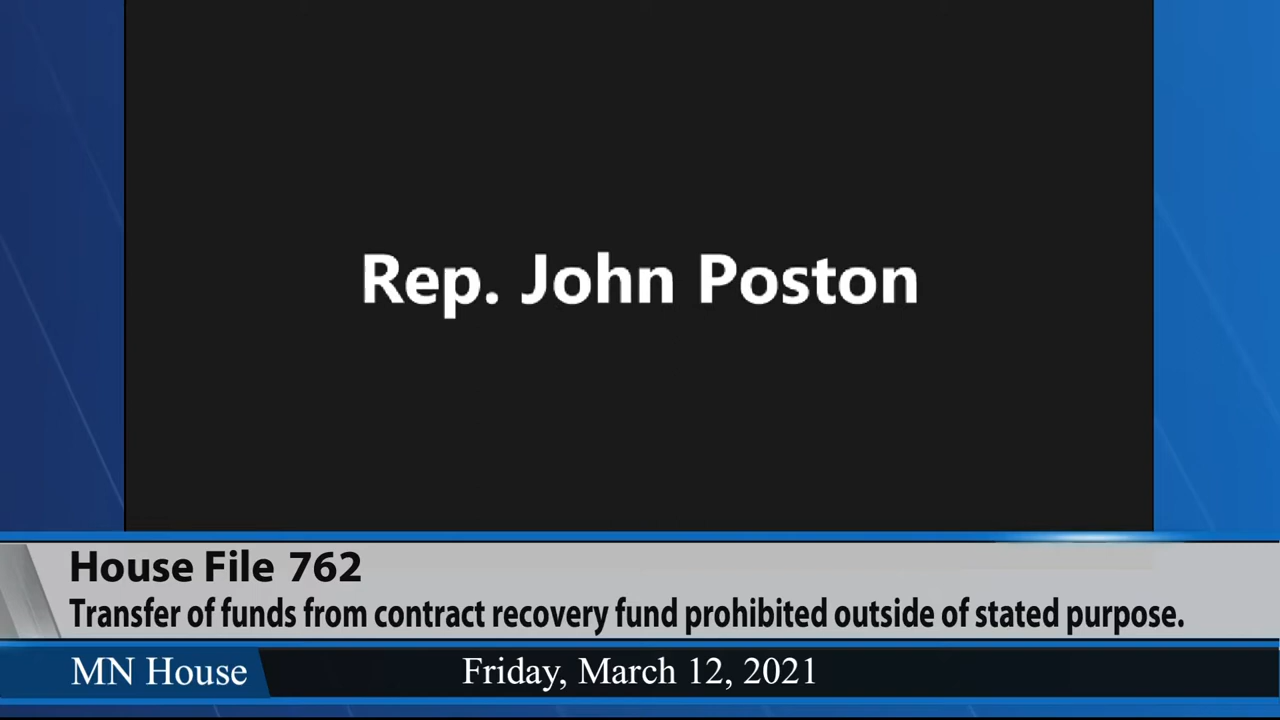 Rep. John Poston
House File 762
Transfer of funds from contract recovery fund prohibited outside of stated purpose.
MN House
Friday, March 12, 2021